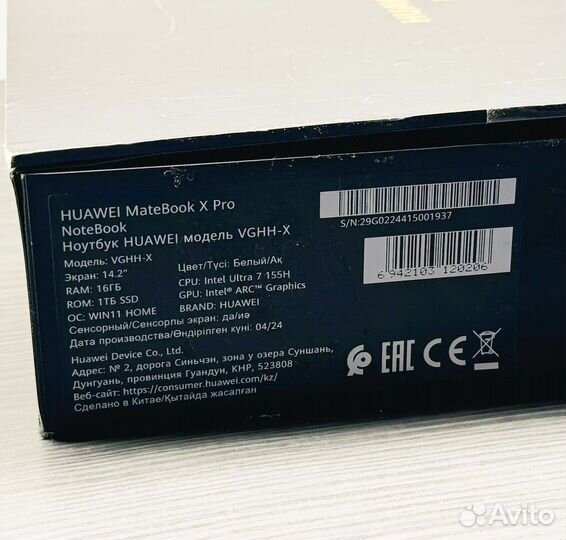 HUAWEI MateBook X Pro
NoteBook
Ноутбук HUAWEI модель VGHH-X
Модель: VGHH-X
Экран: 14.2"
RAM: 16ГБ
ROM: 1ТБ SSD
ОС: WIN11 HOME
Цвет/Түсі: Белый/Ақ
CPU: Intel Ultra 7 155H
GPU: Intel® ARC™ Graphics
BRAND: HUAWEI
Сенсорный/Сенсорлы экран: да/иә
Дата производства/Өндірілген күні: 04/24
Huawei Device Co., Ltd.
Адрес: № 2, дорога Синьчэн, зона у озера Суншань,
Дунгуань, провинция Гуандун, КНР, 523808
Веб-сайт: https://consumer.huawei.com/kz/
Сделано в Китае/Қытайда жасалған
S/N:29G0224415001937
6 942103 120206
EAC CE
Avito